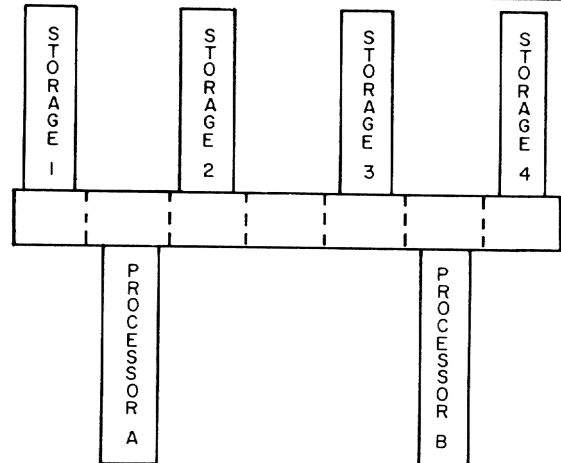 STORAGE 1
STORAGE 2
STORAGE 3
STORAGE 4
PROCESSOR A
PROCESSOR B